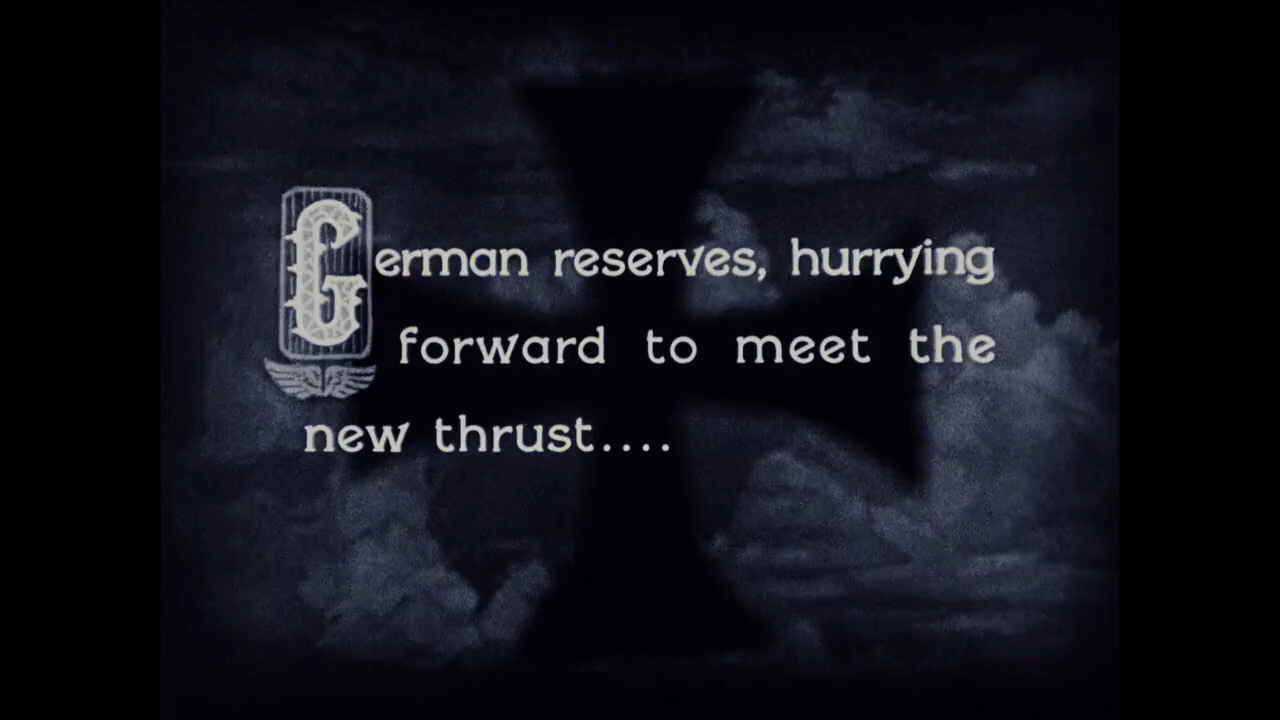 German reserves, hurrying
forward to meet the
new thrust....